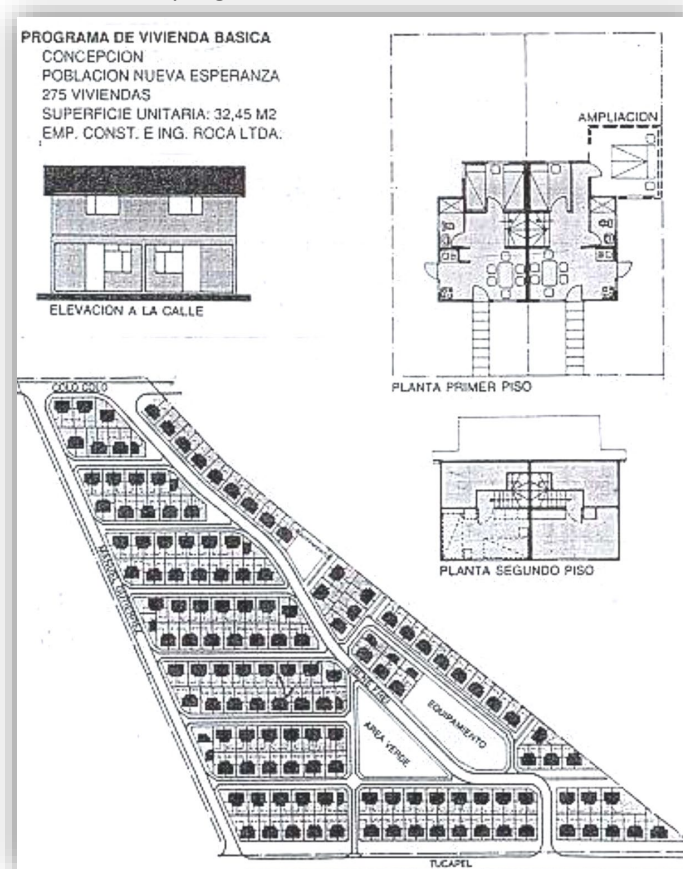 PROGRAMA DE VIVIENDA BASICA
CONCEPCION
POBLACION NUEVA ESPERANZA
275 VIVIENDAS
SUPERFICIE UNITARIA: 32,45 M2
EMP. CONST. E ING. ROCA LTDA.
ELEVACION A LA CALLE
AMPLIACION
PLANTA PRIMER PISO
PLANTA SEGUNDO PISO
COLO COLO
EQUIPAMIENTO
AREA VERDE
TUCAPEL